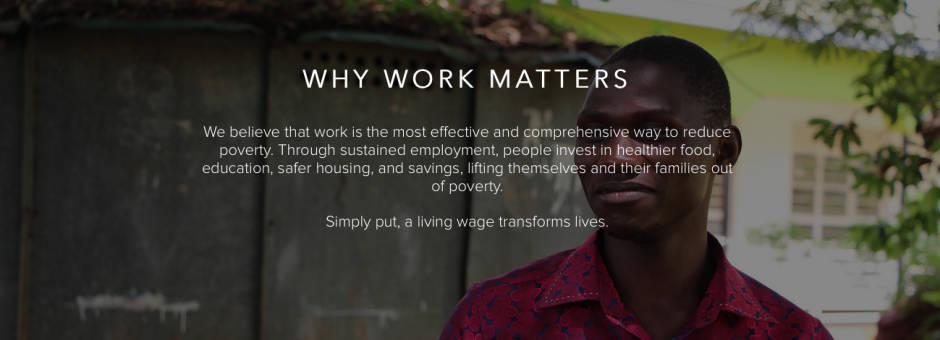 WHY WORK MATTERS
We believe that work is the most effective and comprehensive way to reduce
poverty. Through sustained employment, people invest in healthier food,
education, safer housing, and savings, lifting themselves and their families out
of poverty.
Simply put, a living wage transforms lives.